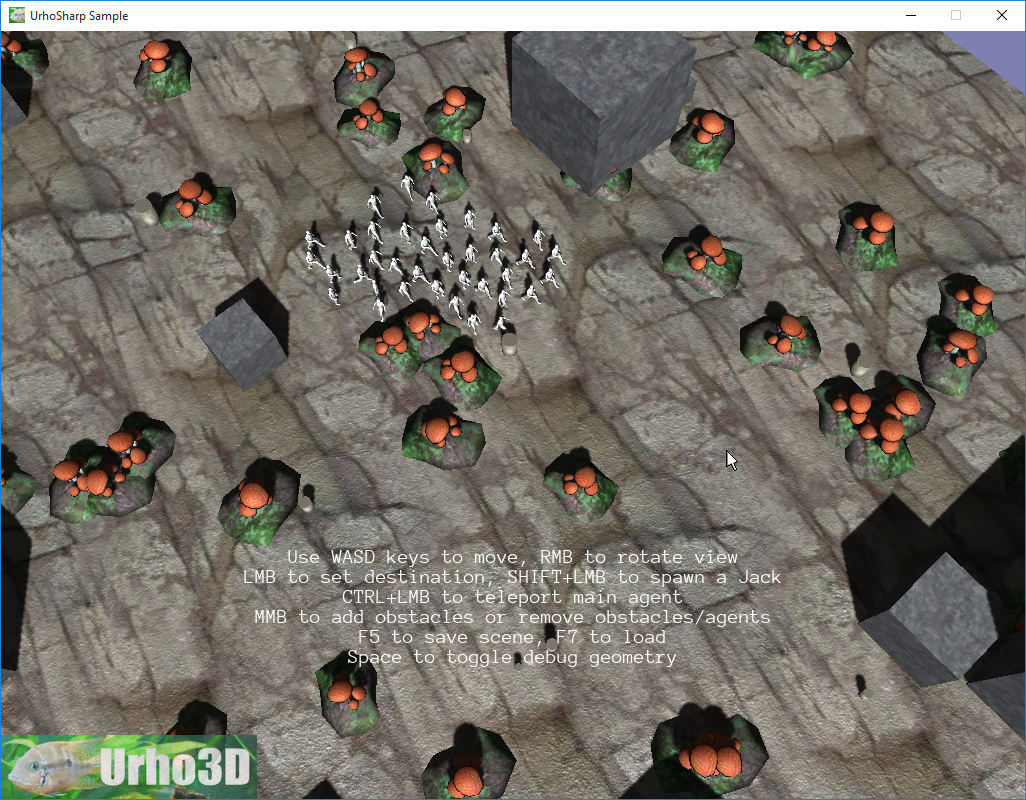 UrhoSharp Sample
Use WASD keys to move, RMB to rotate view
LMB to set destination, SHIFT+LMB to spawn a Jack
CTRL+LMB to teleport main agent
MMB to add obstacles or remove obstacles/agents
F5 to save scene, F7 to load
Space to toggle debug geometry
Urho3D